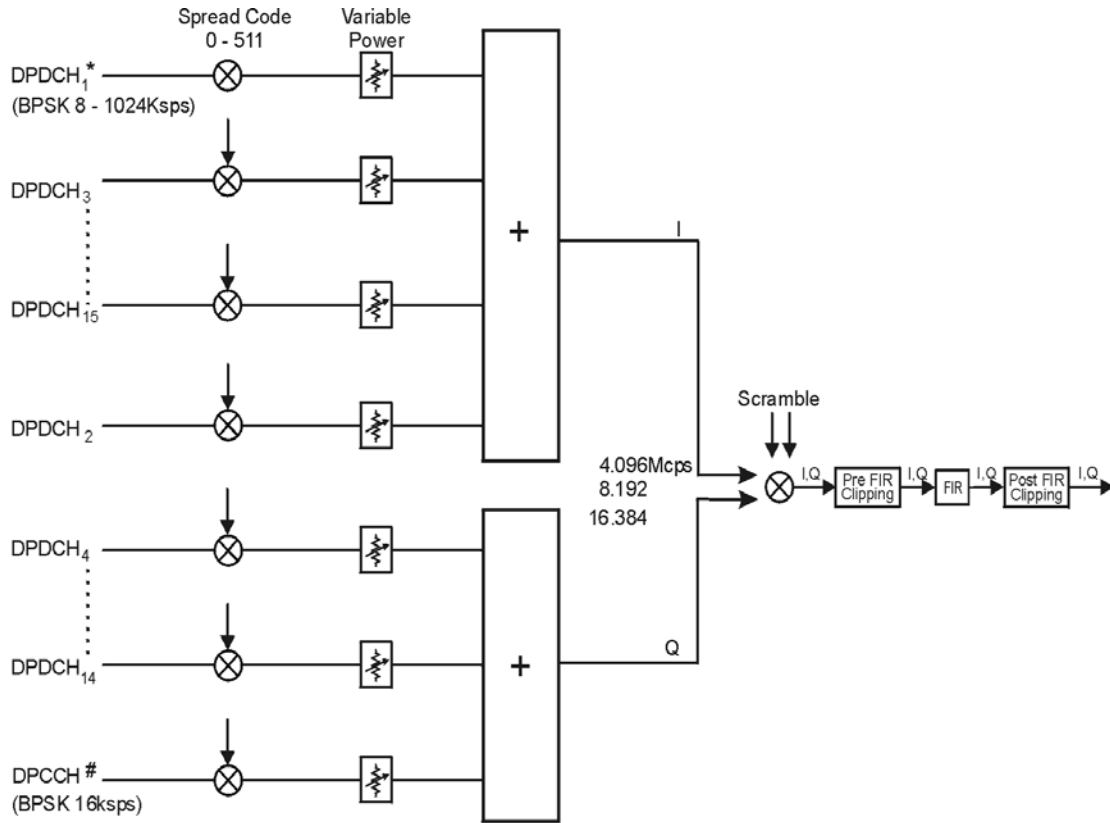 Spread Code
0 - 511
Variable
Power
DPDCH1*
(BPSK 8 - 1024Ksps)
DPDCH3
DPDCH15
DPDCH2
+
I
Scramble
4.096Mcps
8.192
16.384
I,Q
Pre FIR
Clipping
I,Q
FIR
I,Q
Post FIR
Clipping
I,Q
DPDCH4
DPDCH14
+
Q
DPCCH #
(BPSK 16ksps)